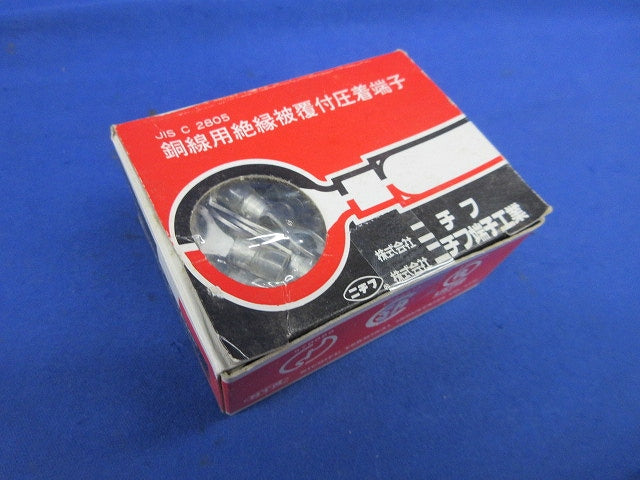 JIS C 2805
銅線用絶縁被覆付圧着端子
株式会社 ニチフ
株式会社 ニチフ端子工業
ニチフ